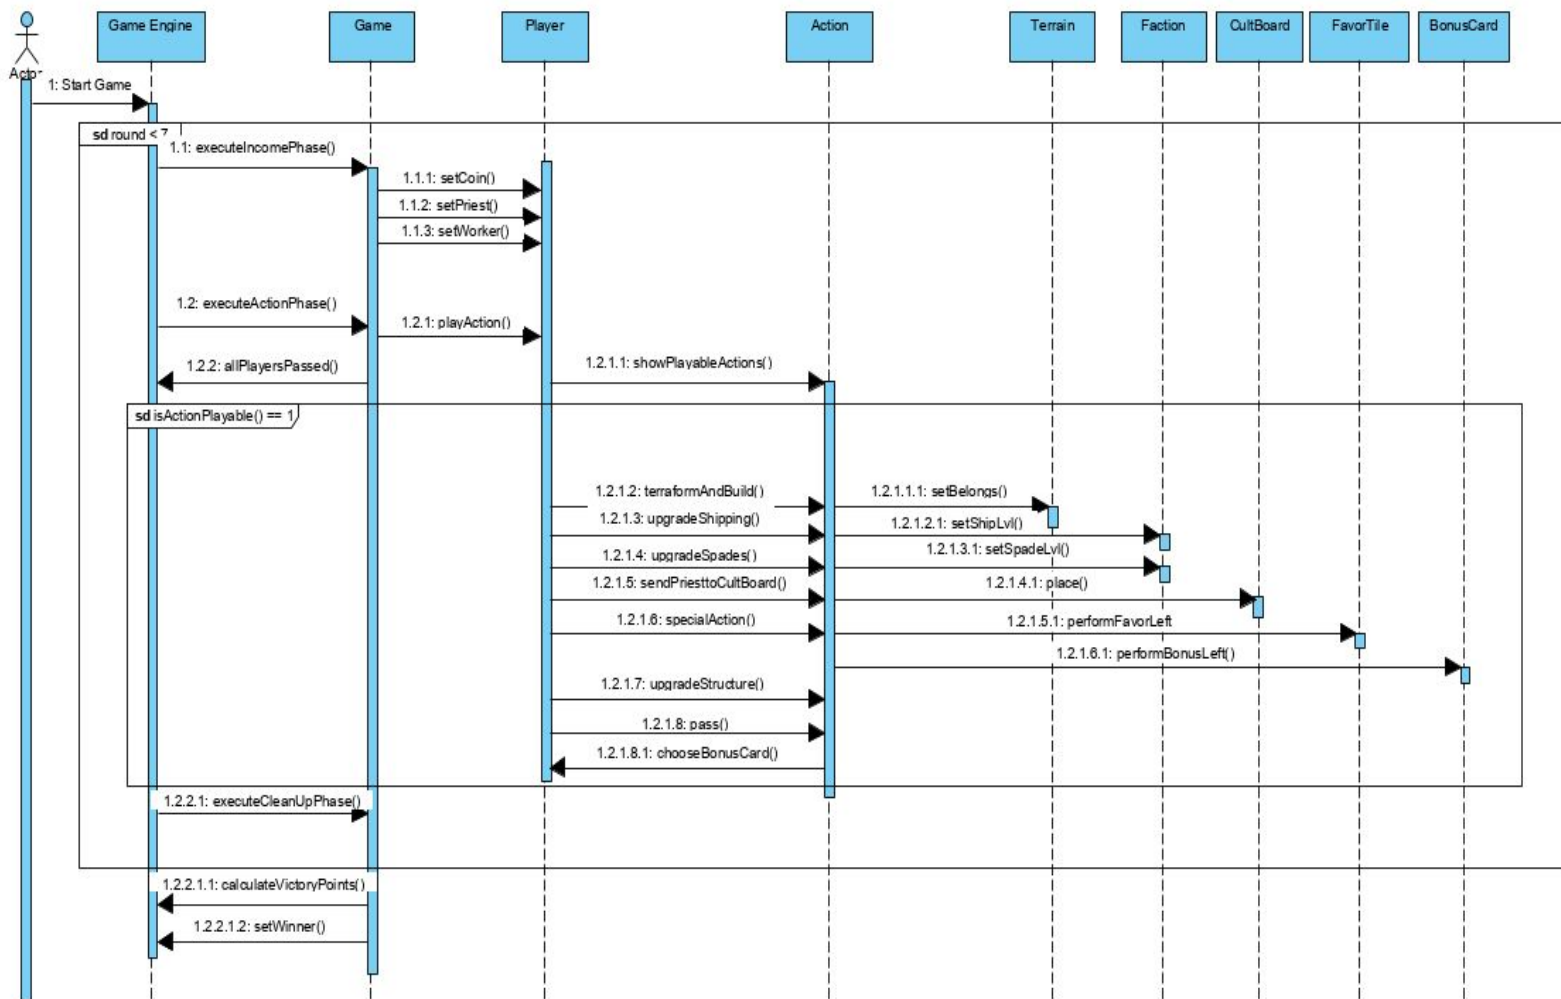 Game Engine
Game
Player
Action
Terrain
Faction
CultBoard
FavorTile
BonusCard
Actor
1: Start Game
sd round < 7
1.1: executeIncomePhase()
1.1.1: setCoin()
1.1.2: setPriest()
1.1.3: setWorker()
1.2: executeActionPhase()
1.2.1: playAction()
1.2.2: allPlayersPassed()
1.2.1.1: showPlayableActions()
sd isActionPlayable() == 1
1.2.1.2: terraformAndBuild()
1.2.1.1.1: setBelongs()
1.2.1.3: upgradeShipping()
1.2.1.2.1: setShipLvl()
1.2.1.4: upgradeSpades()
1.2.1.3.1: setSpadeLvl()
1.2.1.5: sendPriesttoCultBoard()
1.2.1.4.1: place()
1.2.1.6: specialAction()
1.2.1.5.1: performFavorLeft
1.2.1.6.1: performBonusLeft()
1.2.1.7: upgradeStructure()
1.2.1.8: pass()
1.2.1.8.1: chooseBonusCard()
1.2.2.1: executeCleanUpPhase()
1.2.2.1.1: calculateVictoryPoints()
1.2.2.1.2: setWinner()